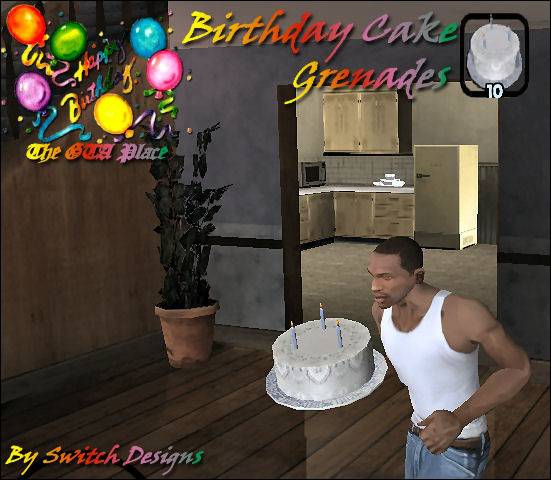 Birthday Cake
Grenades
10
Happy
Birthday
The GTA Place
By Switch Designs